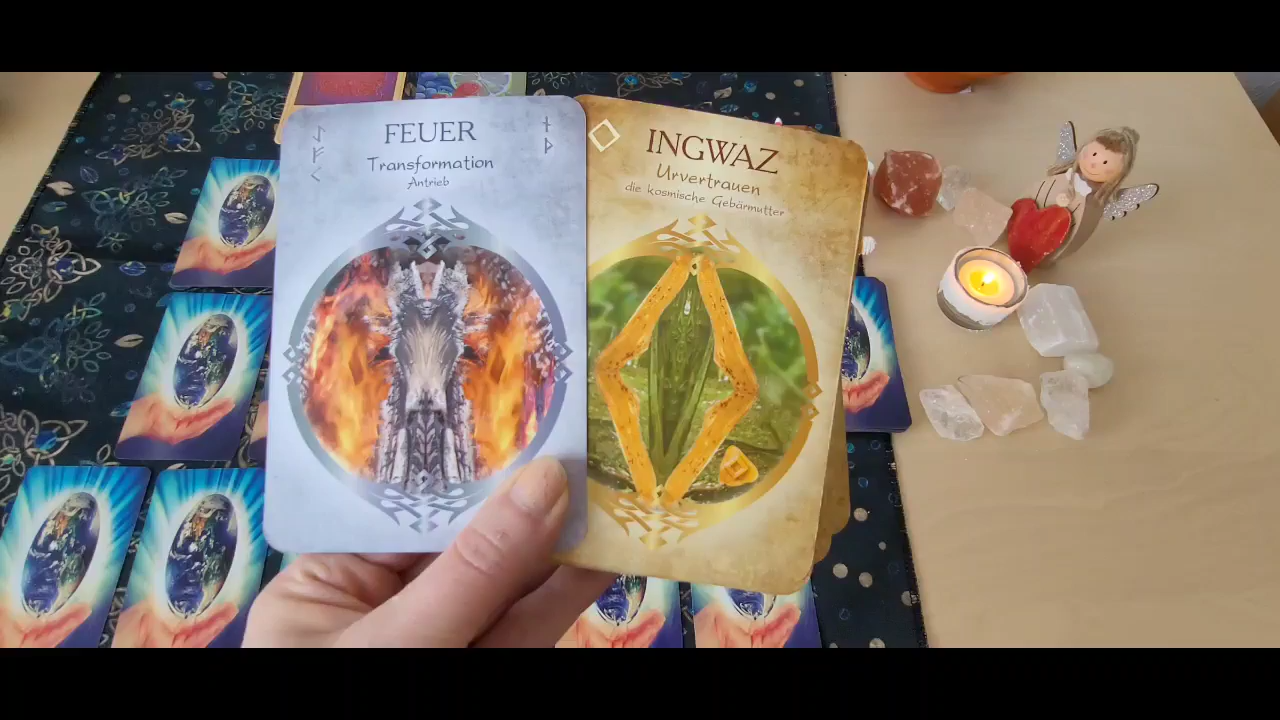 FEUER
Transformation
Antrieb
INGWAZ
Urvertrauen
die kosmische Gebärmutter